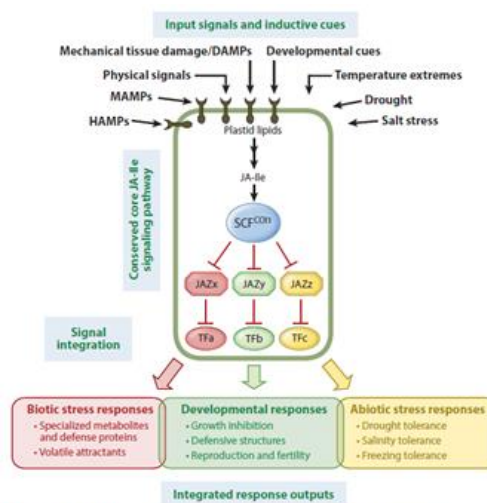 Input signals and inductive cues
Mechanical tissue damage/DAMPs
Developmental cues
Physical signals
Temperature extremes
MAMPs
Drought
HAMPs
Salt stress
Plastid lipids
JA-Ile
Conserved core JA-Ile
signaling pathway
SCFCOI1
JAZx JAZy JAZz
Signal
integration
TFa TFb TFc
Biotic stress responses
• Specialized metabolites
and defense proteins
• Volatile attractants
Developmental responses
• Growth inhibition
• Defensive structures
• Reproduction and fertility
Abiotic stress responses
• Drought tolerance
• Salinity tolerance
• Freezing tolerance
Integrated response outputs